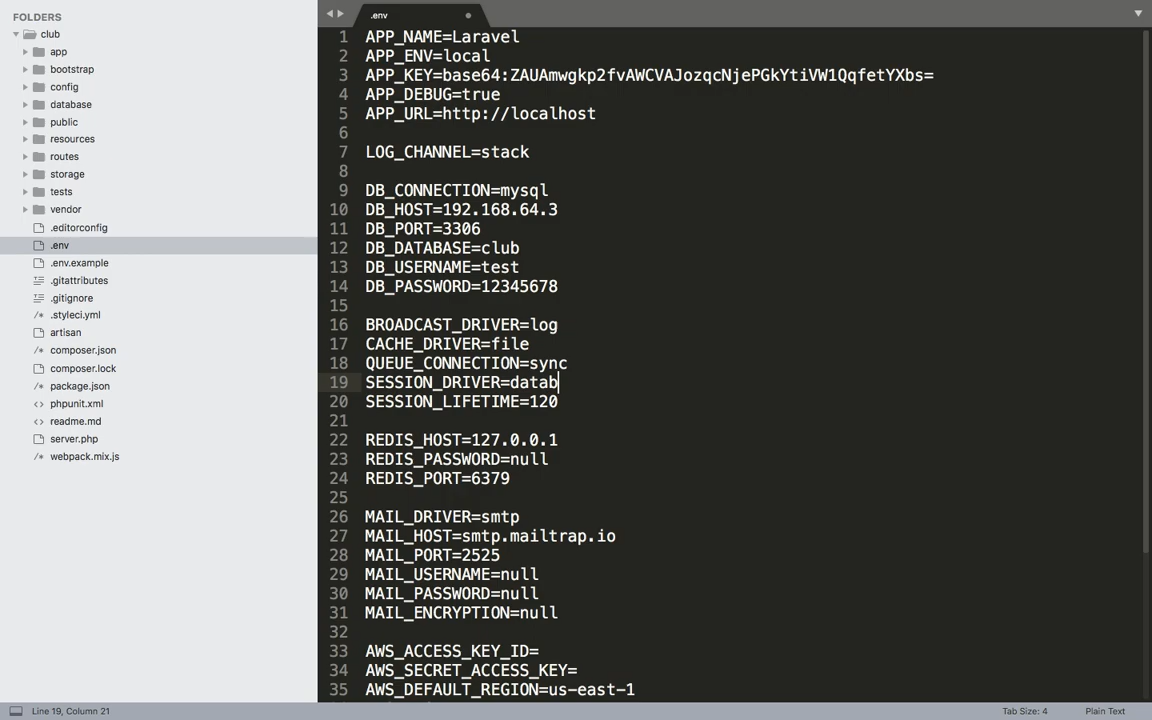 FOLDERS
club
app
bootstrap
config
database
public
resources
routes
storage
tests
vendor
.editorconfig
.env
.env.example
.gitattributes
.gitignore
/* .styleci.yml
artisan
/* composer.json
composer.lock
/* package.json
<> phpunit.xml
<> readme.md
/* server.php
/* webpack.mix.js
.env
1 APP_NAME=Laravel
2 APP_ENV=local
3 APP_KEY=base64:ZAUAmwgkp2fvAWCVAJozqcNjePGkYtiVW1QqfetYXbs=
4 APP_DEBUG=true
5 APP_URL=http://localhost
6
7 LOG_CHANNEL=stack
8
9 DB_CONNECTION=mysql
10 DB_HOST=192.168.64.3
11 DB_PORT=3306
12 DB_DATABASE=club
13 DB_USERNAME=test
14 DB_PASSWORD=12345678
15
16 BROADCAST_DRIVER=log
17 CACHE_DRIVER=file
18 QUEUE_CONNECTION=sync
19 SESSION_DRIVER=datab
20 SESSION_LIFETIME=120
21
22 REDIS_HOST=127.0.0.1
23 REDIS_PASSWORD=null
24 REDIS_PORT=6379
25
26 MAIL_DRIVER=smtp
27 MAIL_HOST=smtp.mailtrap.io
28 MAIL_PORT=2525
29 MAIL_USERNAME=null
30 MAIL_PASSWORD=null
31 MAIL_ENCRYPTION=null
32
33 AWS_ACCESS_KEY_ID=
34 AWS_SECRET_ACCESS_KEY=
35 AWS_DEFAULT_REGION=us-east-1
Line 19, Column 21
Tab Size: 4
Plain Text